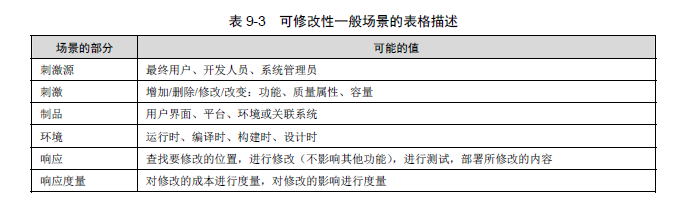 表 9-3 可修改性一般场景的表格描述
场景的部分 可能的值
刺激源 最终用户、开发人员、系统管理员
刺激 增加/删除/修改/改变：功能、质量属性、容量
制品 用户界面、平台、环境或关联系统
环境 运行时、编译时、构建时、设计时
响应 查找要修改的位置，进行修改（不影响其他功能），进行测试，部署所修改的内容
响应度量 对修改的成本进行度量，对修改的影响进行度量